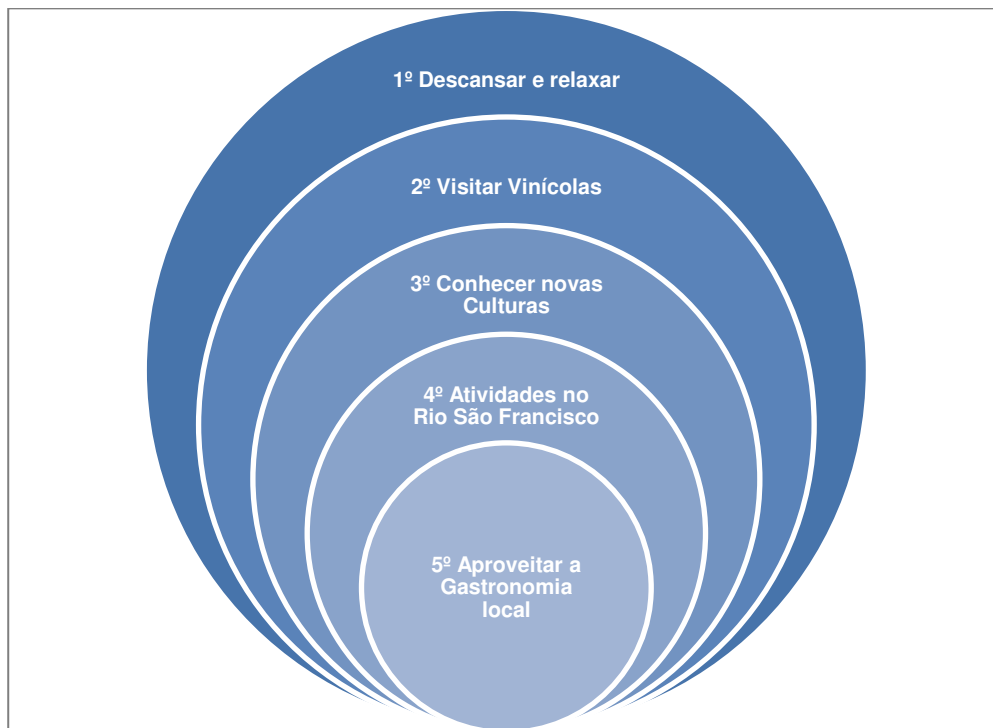 1º Descansar e relaxar
2º Visitar Vinícolas
3º Conhecer novas
Culturas
4º Atividades no
Rio São Francisco
5º Aproveitar a
Gastronomia
local